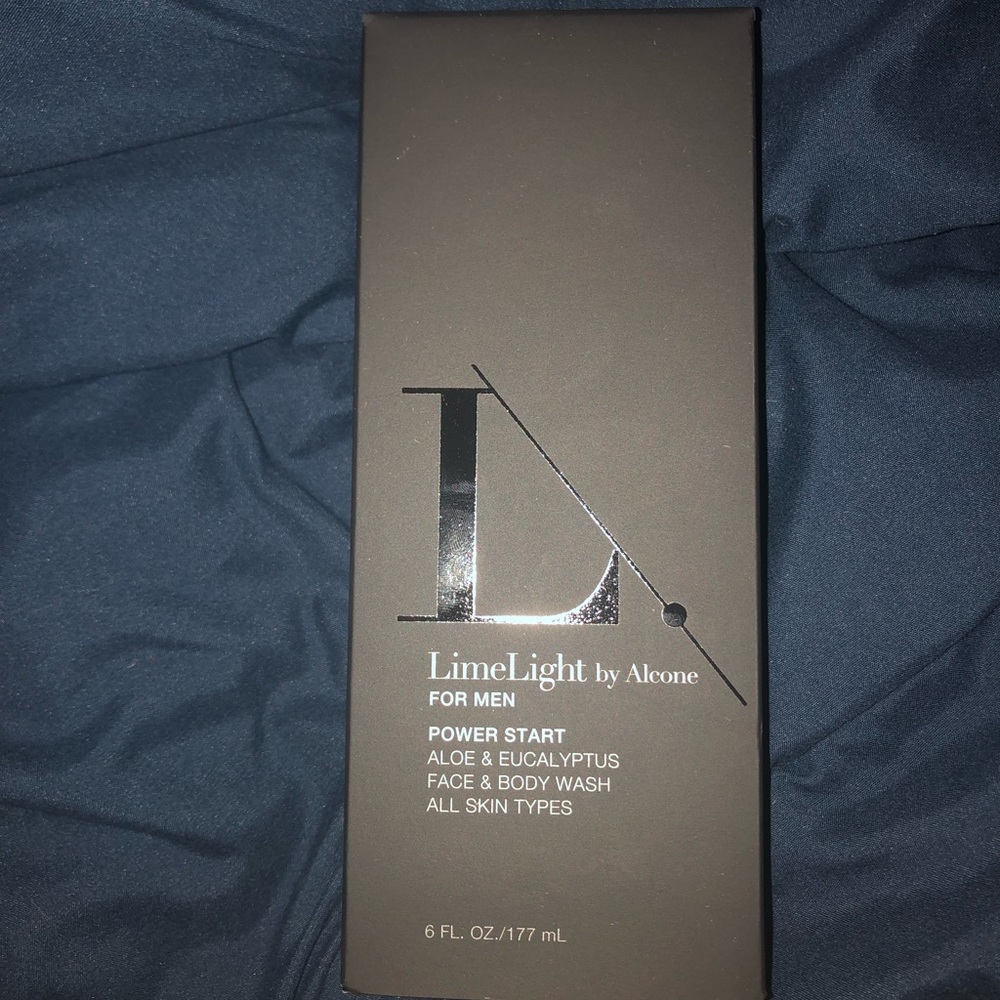 L
LimeLight by Alcone
FOR MEN
POWER START
ALOE & EUCALYPTUS
FACE & BODY WASH
ALL SKIN TYPES
6 FL. OZ./177 mL